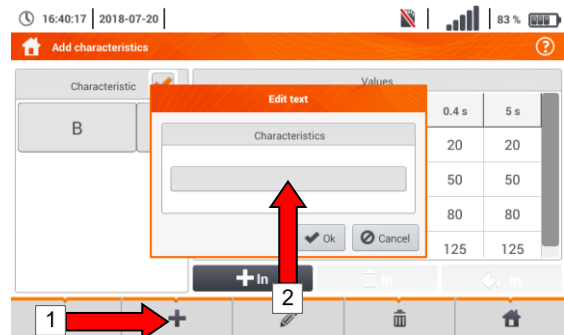 16:40:17 2018-07-20 83 %
Add characteristics ?
Characteristic Values
Edit text
0.4 s 5 s
B Characteristics
20 20
50 50
80 80
Ok Cancel
125 125
In In In
1 2